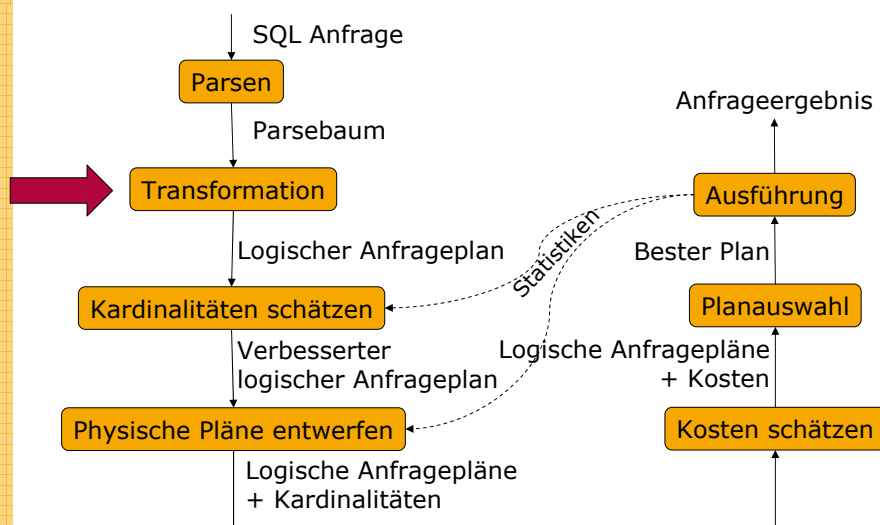 SQL Anfrage
Parsen
Parsebaum
Transformation
Logischer Anfrageplan
Kardinalitäten schätzen
Verbesserter
logischer Anfrageplan
Physische Pläne entwerfen
Logische Anfragepläne
+ Kardinalitäten
Statistiken
Anfrageergebnis
Ausführung
Bester Plan
Planauswahl
Logische Anfragepläne
+ Kosten
Kosten schätzen